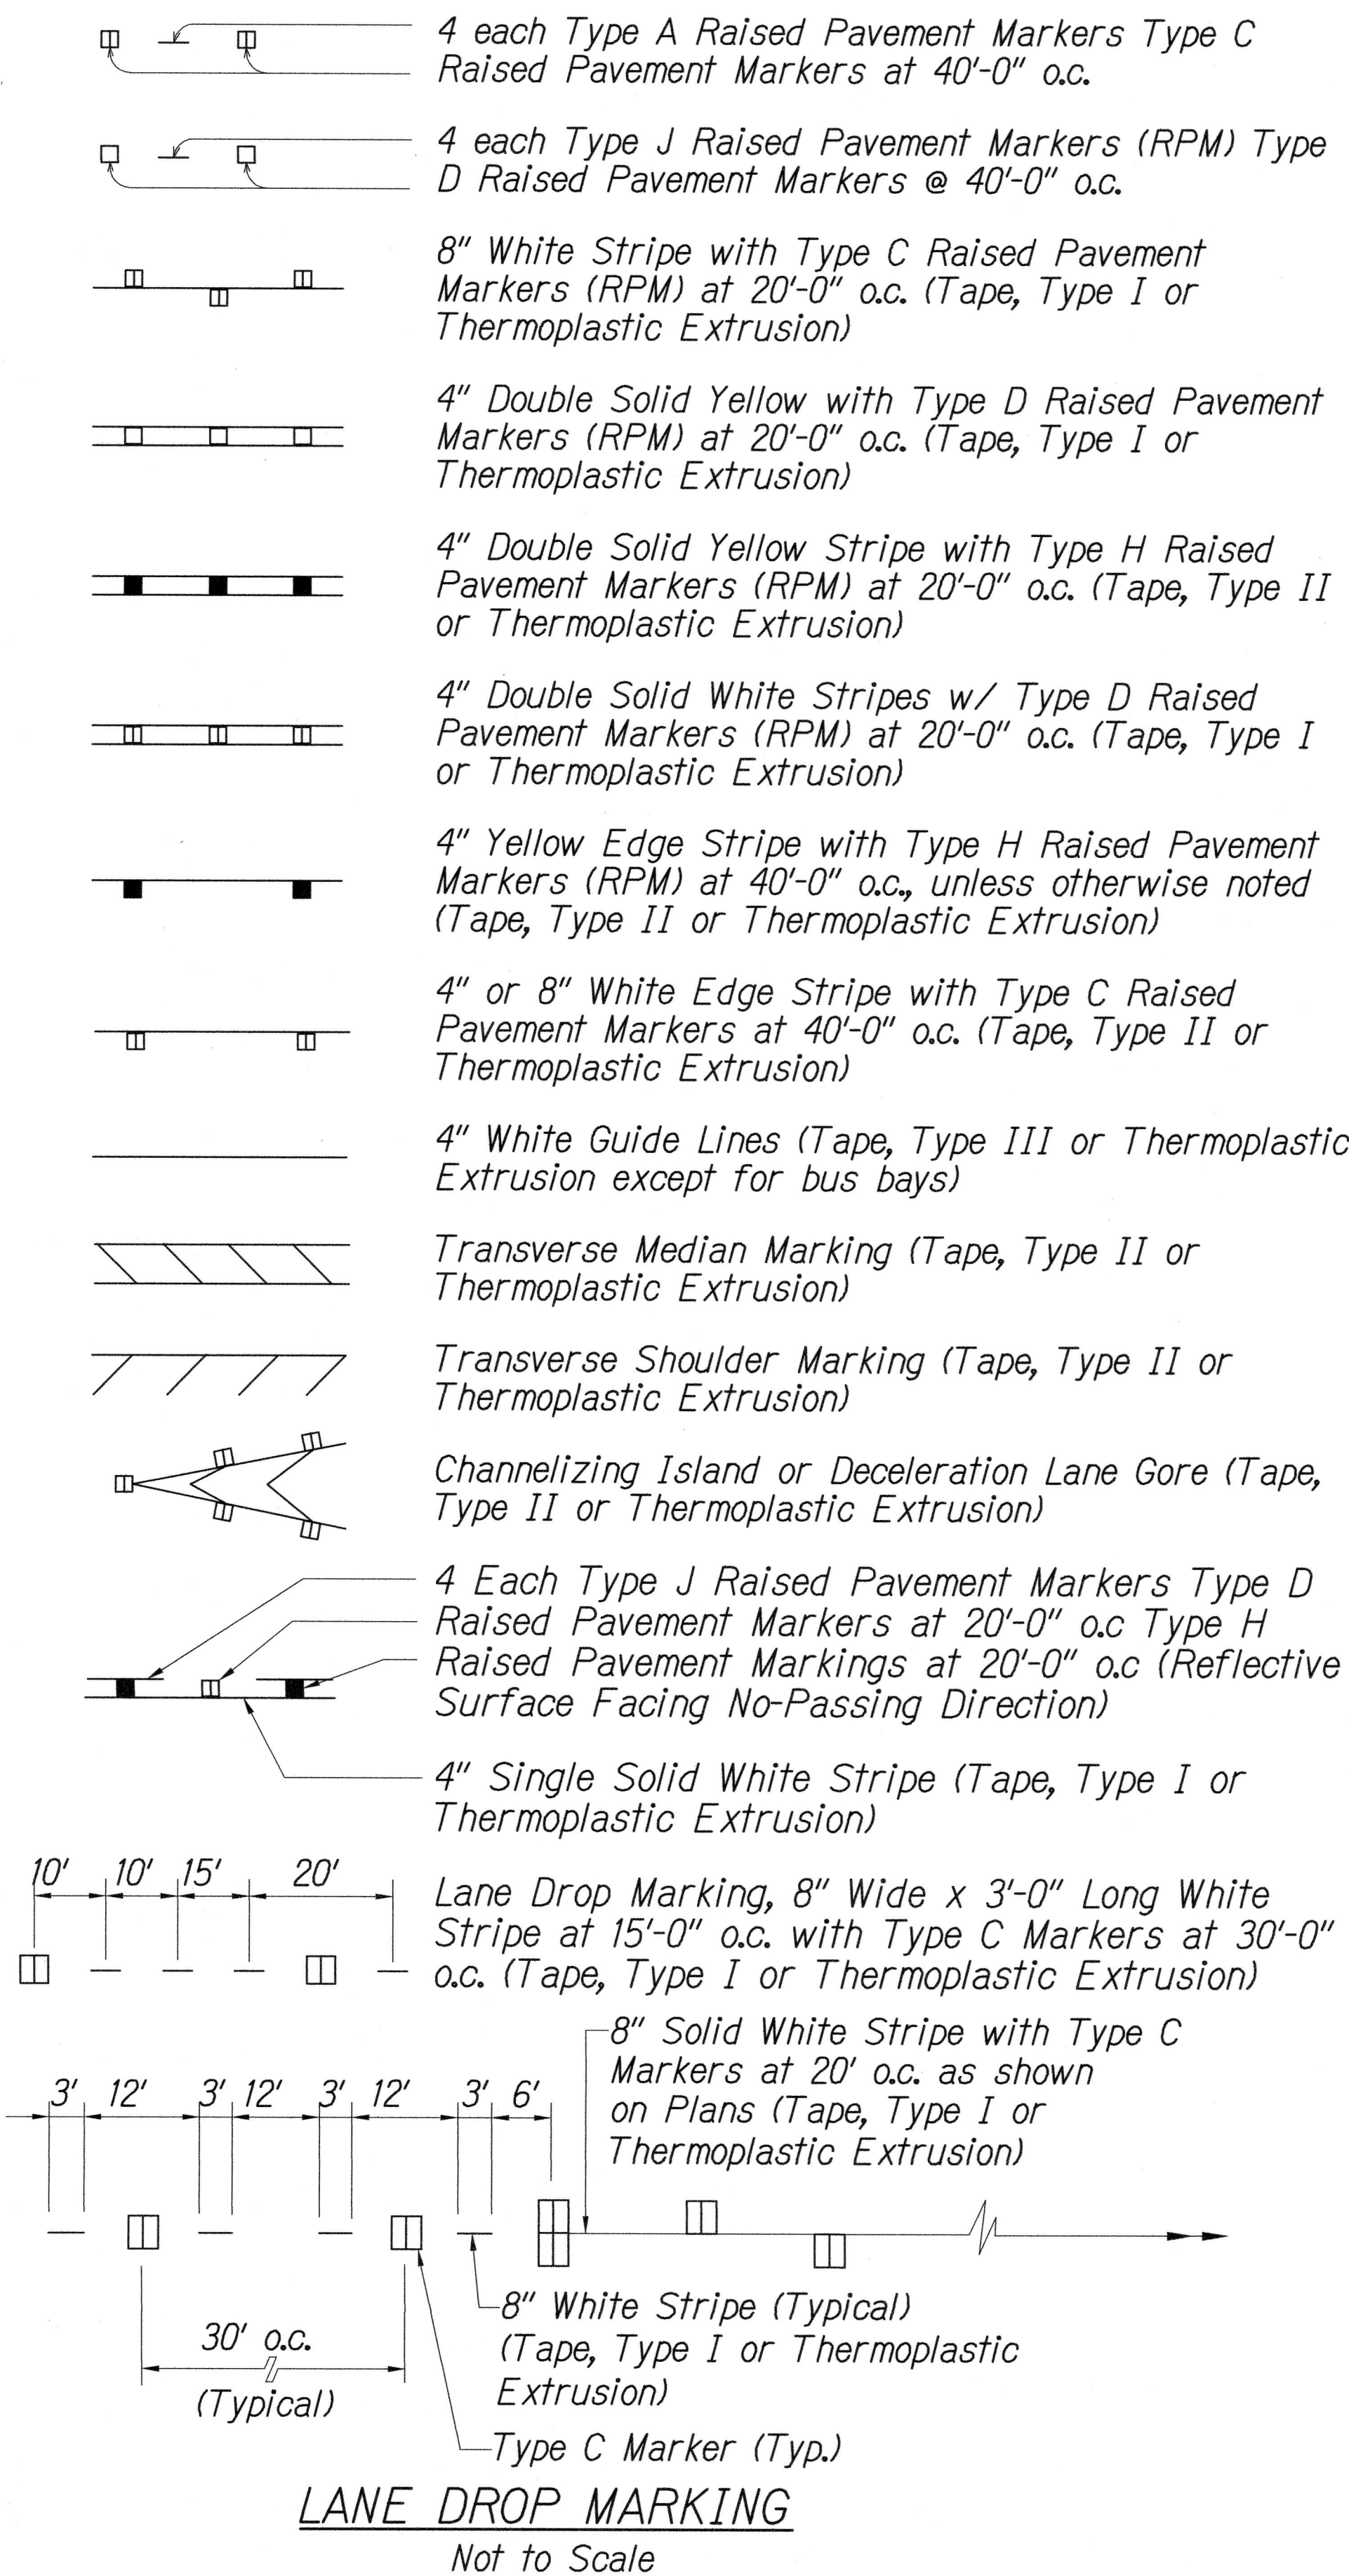 4 each Type A Raised Pavement Markers Type C
Raised Pavement Markers at 40'-0" o.c.
4 each Type J Raised Pavement Markers (RPM) Type
D Raised Pavement Markers @ 40'-0" o.c.
8" White Stripe with Type C Raised Pavement
Markers (RPM) at 20'-0" o.c. (Tape, Type I or
Thermoplastic Extrusion)
4" Double Solid Yellow with Type D Raised Pavement
Markers (RPM) at 20'-0" o.c. (Tape, Type I or
Thermoplastic Extrusion)
4" Double Solid Yellow Stripe with Type H Raised
Pavement Markers (RPM) at 20'-0" o.c. (Tape, Type II
or Thermoplastic Extrusion)
4" Double Solid White Stripes w/ Type D Raised
Pavement Markers (RPM) at 20'-0" o.c. (Tape, Type I
or Thermoplastic Extrusion)
4" Yellow Edge Stripe with Type H Raised Pavement
Markers (RPM) at 40'-0" o.c., unless otherwise noted
(Tape, Type II or Thermoplastic Extrusion)
4" or 8" White Edge Stripe with Type C Raised
Pavement Markers at 40'-0" o.c. (Tape, Type II or
Thermoplastic Extrusion)
4" White Guide Lines (Tape, Type III or Thermoplastic
Extrusion except for bus bays)
Transverse Median Marking (Tape, Type II or
Thermoplastic Extrusion)
Transverse Shoulder Marking (Tape, Type II or
Thermoplastic Extrusion)
Channelizing Island or Deceleration Lane Gore (Tape,
Type II or Thermoplastic Extrusion)
4 Each Type J Raised Pavement Markers Type D
Raised Pavement Markers at 20'-0" o.c Type H
Raised Pavement Markings at 20'-0" o.c (Reflective
Surface Facing No-Passing Direction)
4" Single Solid White Stripe (Tape, Type I or
Thermoplastic Extrusion)
10' 10' 15' 20'
Lane Drop Marking, 8" Wide x 3'-0" Long White
Stripe at 15'-0" o.c. with Type C Markers at 30'-0"
o.c. (Tape, Type I or Thermoplastic Extrusion)
8" Solid White Stripe with Type C
Markers at 20' o.c. as shown
on Plans (Tape, Type I or
Thermoplastic Extrusion)
3' 12' 3' 12' 3' 12' 3' 6'
8" White Stripe (Typical)
(Tape, Type I or Thermoplastic
Extrusion)
30' o.c.
(Typical)
Type C Marker (Typ.)
LANE DROP MARKING
Not to Scale